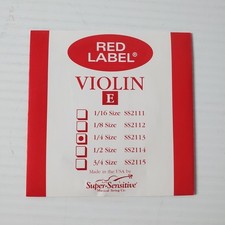 RED
LABEL®
VIOLIN
E
1/16 Size SS2111
1/8 Size SS2112
1/4 Size SS2113
1/2 Size SS2114
3/4 Size SS2115
Made in the USA by
Super-Sensitive
Musical String Co.